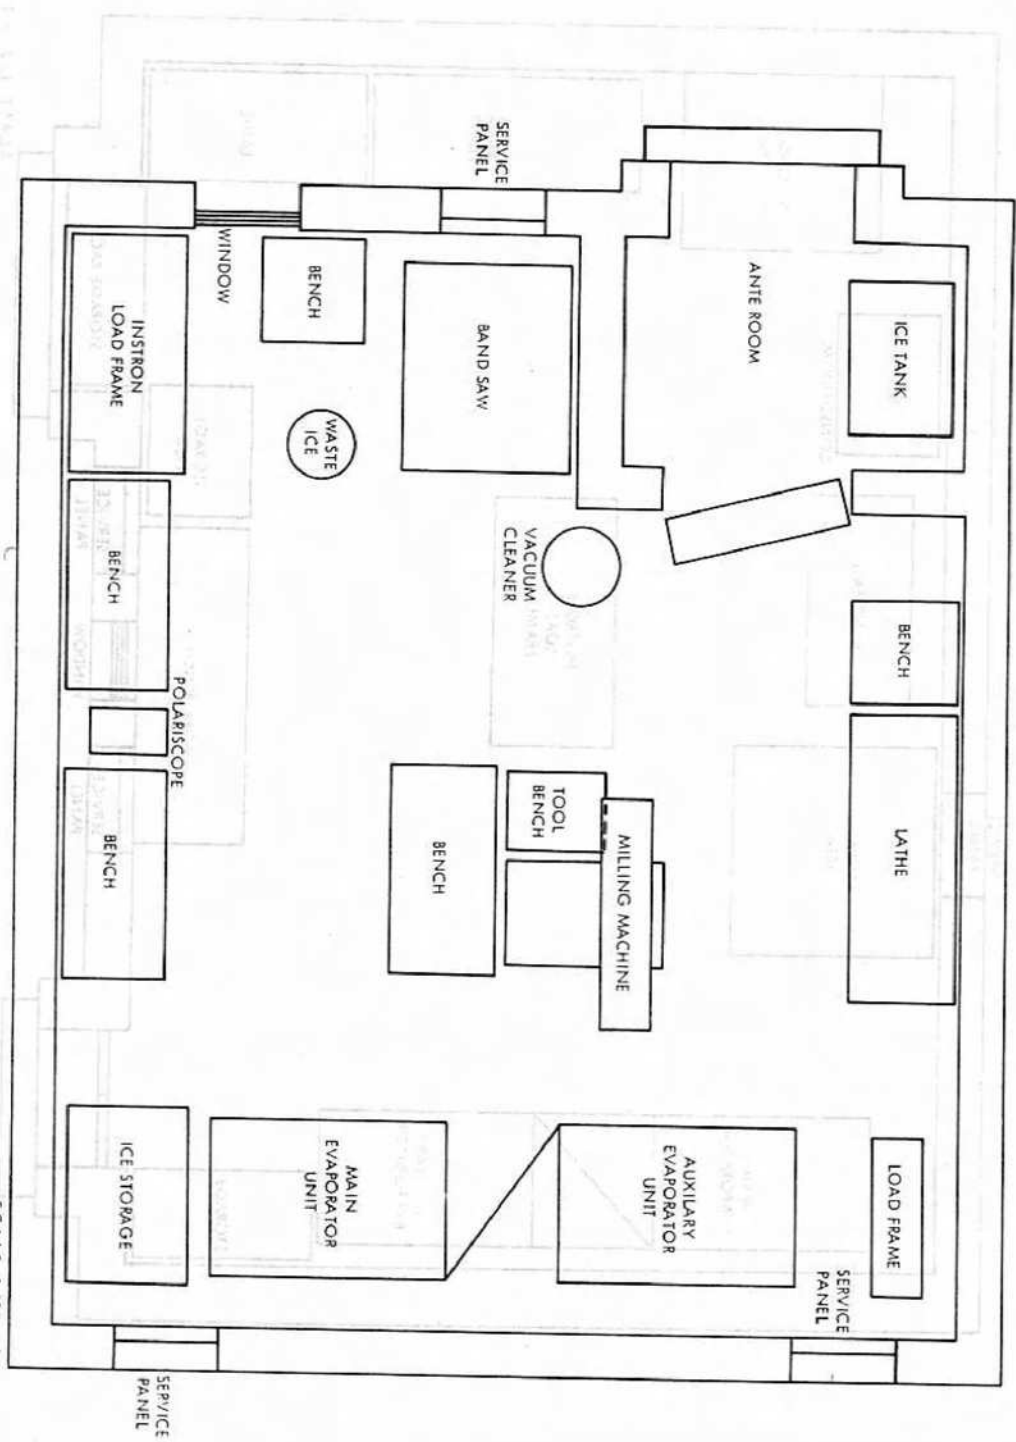 SERVICE
PANEL
WINDOW
BENCH
INSTRON
LOAD FRAME
BAND SAW
WASTE
ICE
ANTE ROOM
ICE TANK
VACUUM
CLEANER
BENCH
BENCH
POLARISCOPE
BENCH
BENCH
TOOL
BENCH
MILLING MACHINE
LATHE
ICE STORAGE
MAIN
EVAPORATOR
UNIT
AUXILARY
EVAPORATOR
UNIT
LOAD FRAME
SERVICE
PANEL
SERVICE
PANEL